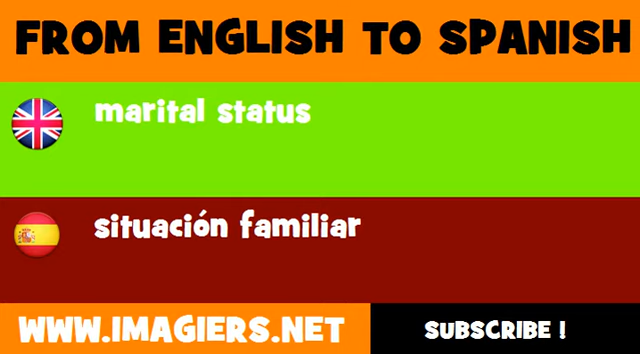 FROM ENGLISH TO SPANISH
marital status
situación familiar
WWW.IMAGIERS.NET
SUBSCRIBE !